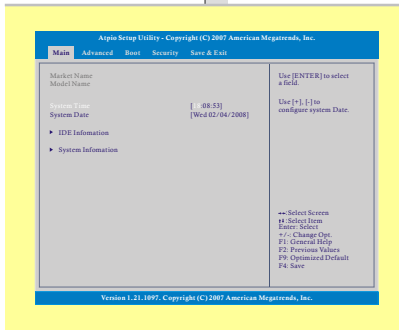 Atpio Setup Utility - Copyright (C) 2007 American Megatrends, Inc.
Main Advanced Boot Security Save & Exit
Market Name
Model Name
System Time [ :08:53]
System Date [Wed 02/04/2008]
IDE Infomation
System Infomation
Use [ENTER] to select
a field.
Use [+], [-] to
configure system Date.
↔:Select Screen
↕:Select Item
Enter: Select
+/-: Change Opt.
F1: General Help
F2: Previous Values
F9: Optimized Default
F4: Save
Version 1.21.1097. Copyright (C) 2007 American Megatrends, Inc.